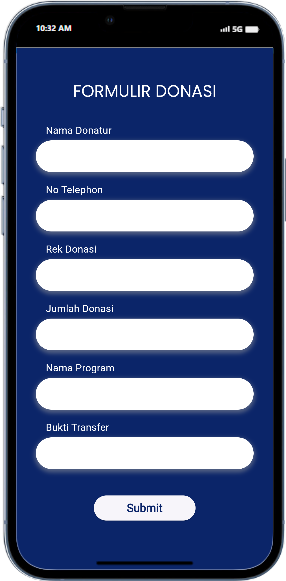 10:32 AM
5G
FORMULIR DONASI
Nama Donatur
No Telephon
Rek Donasi
Jumlah Donasi
Nama Program
Bukti Transfer
Submit